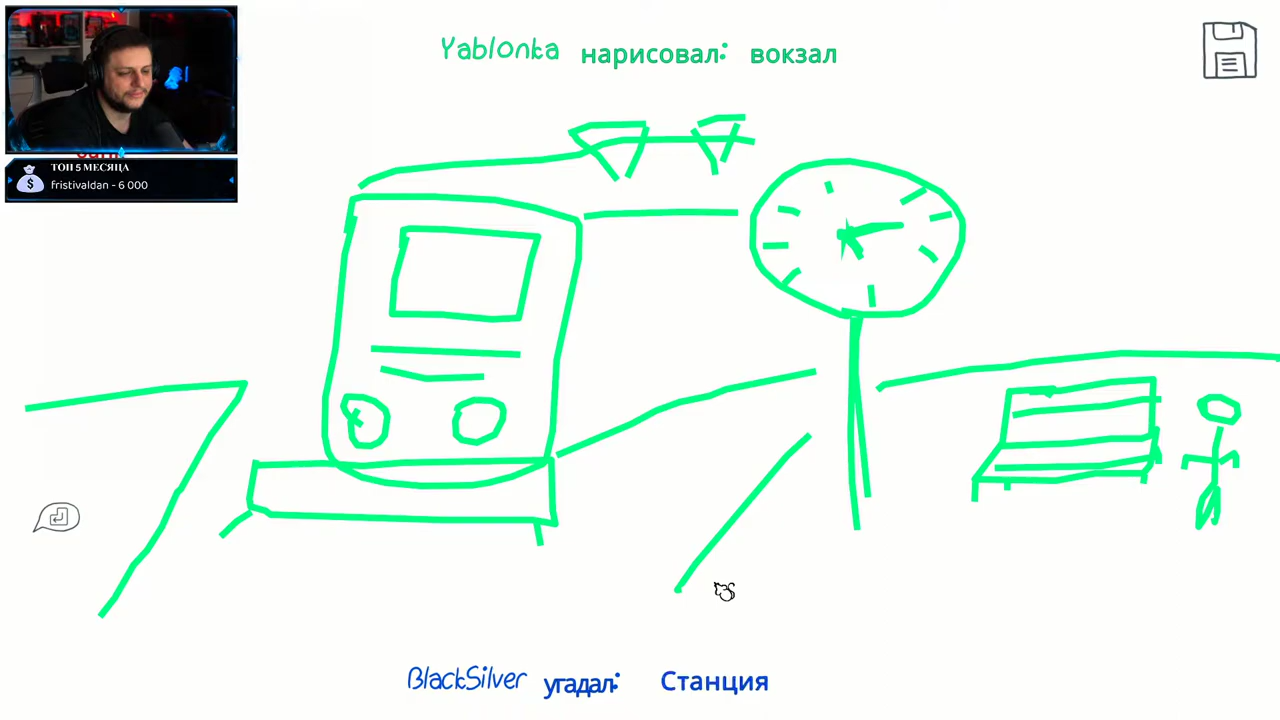 Yablonka нарисовал: вокзал
ТОП 5 МЕСЯЦА
fristivaldan - 6 000
BlackSilver угадал: Станция